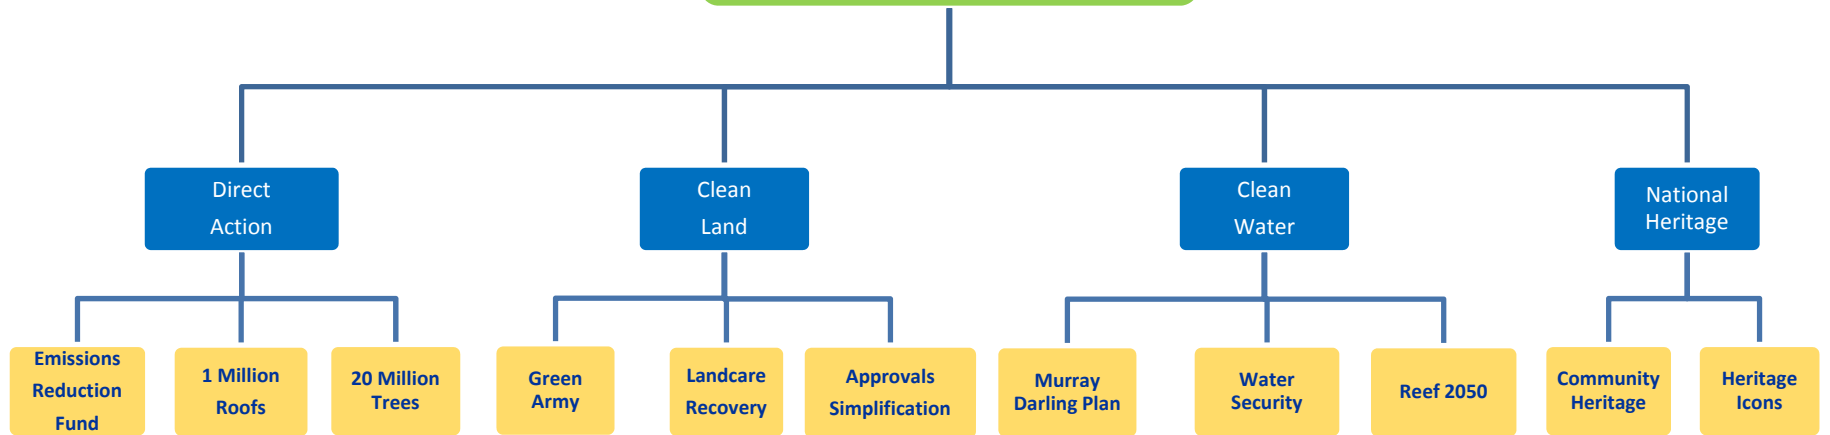 Direct
Action
Clean
Land
Clean
Water
National
Heritage
Emissions
Reduction
Fund
1 Million
Roofs
20 Million
Trees
Green
Army
Landcare
Recovery
Approvals
Simplification
Murray
Darling Plan
Water
Security
Reef 2050
Community
Heritage
Heritage
Icons